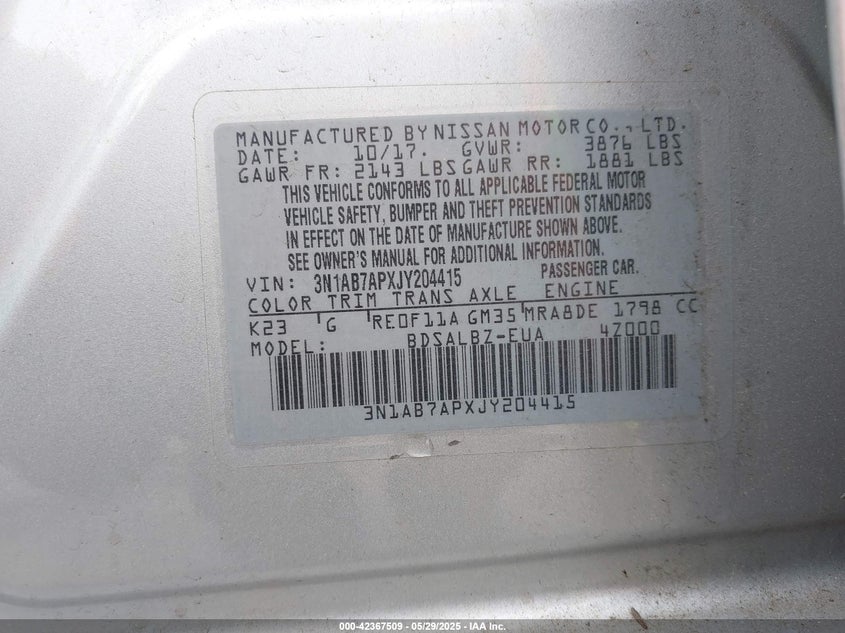 MANUFACTURED BY NISSAN MOTOR CO., LTD.
DATE: 10/17. GVWR: 3876 LBS
GAWR FR: 2143 LBS GAWR RR: 1881 LBS
THIS VEHICLE CONFORMS TO ALL APPLICABLE FEDERAL MOTOR
VEHICLE SAFETY, BUMPER AND THEFT PREVENTION STANDARDS
IN EFFECT ON THE DATE OF MANUFACTURE SHOWN ABOVE.
SEE OWNER'S MANUAL FOR ADDITIONAL INFORMATION.
VIN: 3N1AB7APXJY204415 PASSENGER CAR.
COLOR TRIM TRANS AXLE ENGINE
K23 G RE0F11A GM35 MRA8DE 1798 CC
MODEL: BDSALBZ-EUA 4Z000
3N1AB7APXJY204415
000-42367509 - 05/29/2025 - IAA Inc.